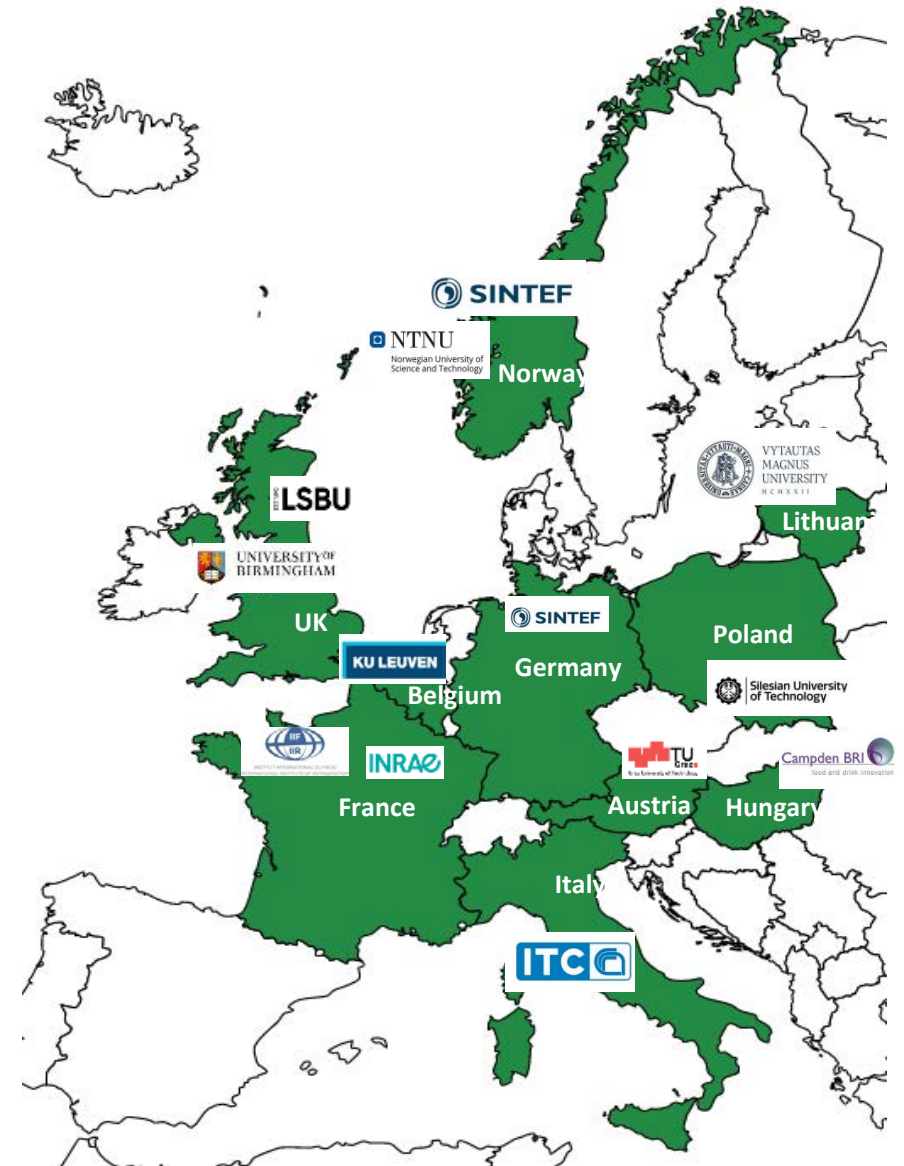 SINTEF
NTNU
Norwegian University of
Science and Technology
Norway
VYTAUTAS
MAGNUS
UNIVERSITY
MCMXXII
Lithuani
LSBU
UNIVERSITY OF
BIRMINGHAM
UK
SINTEF
Poland
KU LEUVEN
Germany
Belgium
Silesian University
of Technology
IIF
IIR
INRAE
TU
Graz
Campden BRI
food and drink innovation
France
Austria
Hungary
Italy
ITC